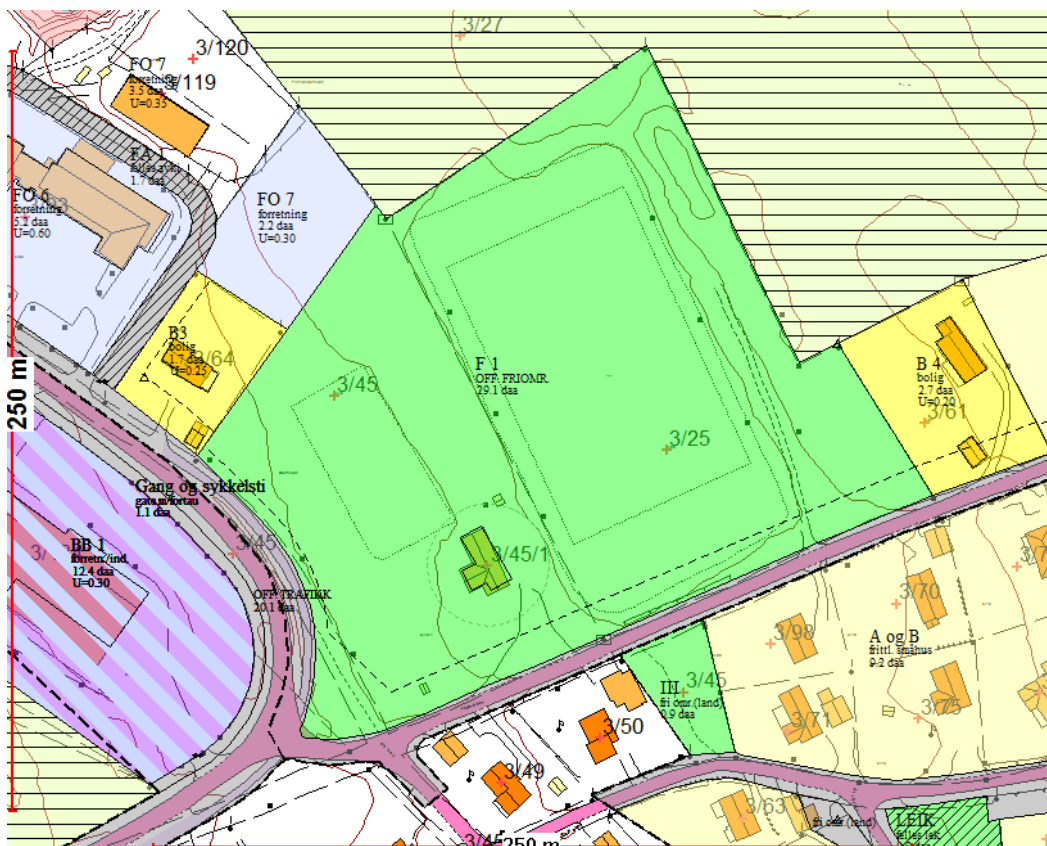 3/27
3/120
FO 7
forretning
3.5 daa
U=0.35
3/119
FA 1
1.7 daa
FO 6
forretning
5.2 daa
U=0.60
FO 7
forretning
2.2 daa
U=0.30
B3
bolig
1.7 daa
U=0.25
3/64
3/45
F 1
OFF. FRIOMR.
29.1 daa
3/25
B 4
bolig
2.7 daa
U=0.20
3/61
250 m
Gang og sykkelsti
gate m/fortau
1.1 daa
3/45
BB 1
forretn./ind.
12.4 daa
U=0.30
3/45/1
OFF. TRAFIKK
20.1 daa
3/70
3/98
A og B
frittl. småhus
9.2 daa
III
fri omr.(land)
0.9 daa
3/45
3/71
3/75
3/50
3/49
3/63
fri omr.(land)
LEIK
felles lek
3/45
250 m